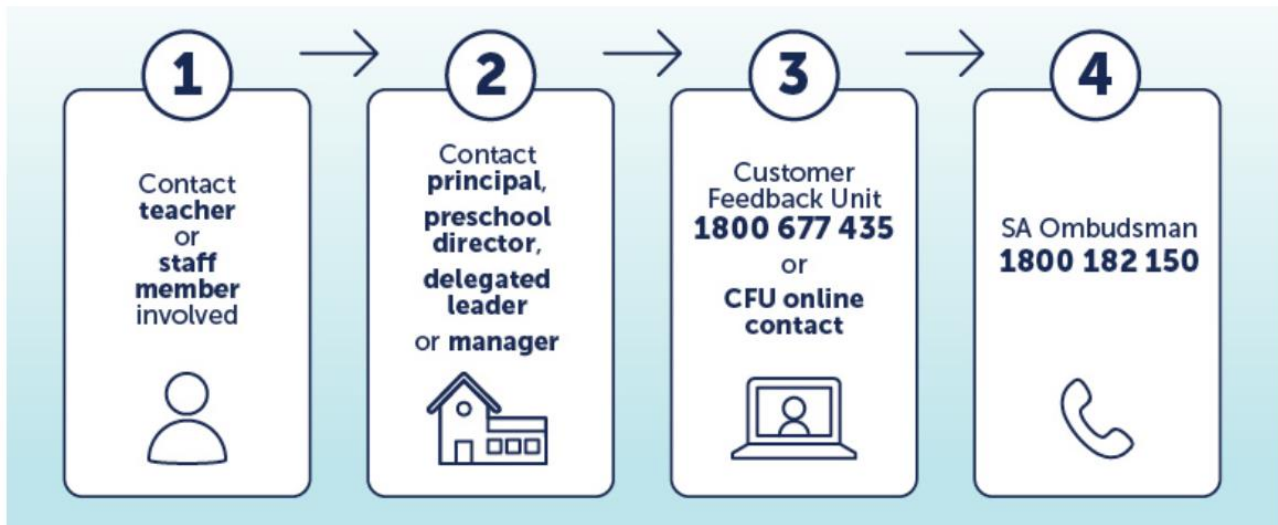 1
Contact
teacher
or
staff
member
involved
2
Contact
principal,
preschool
director,
delegated
leader
or manager
3
Customer
Feedback Unit
1800 677 435
or
CFU online
contact
4
SA Ombudsman
1800 182 150